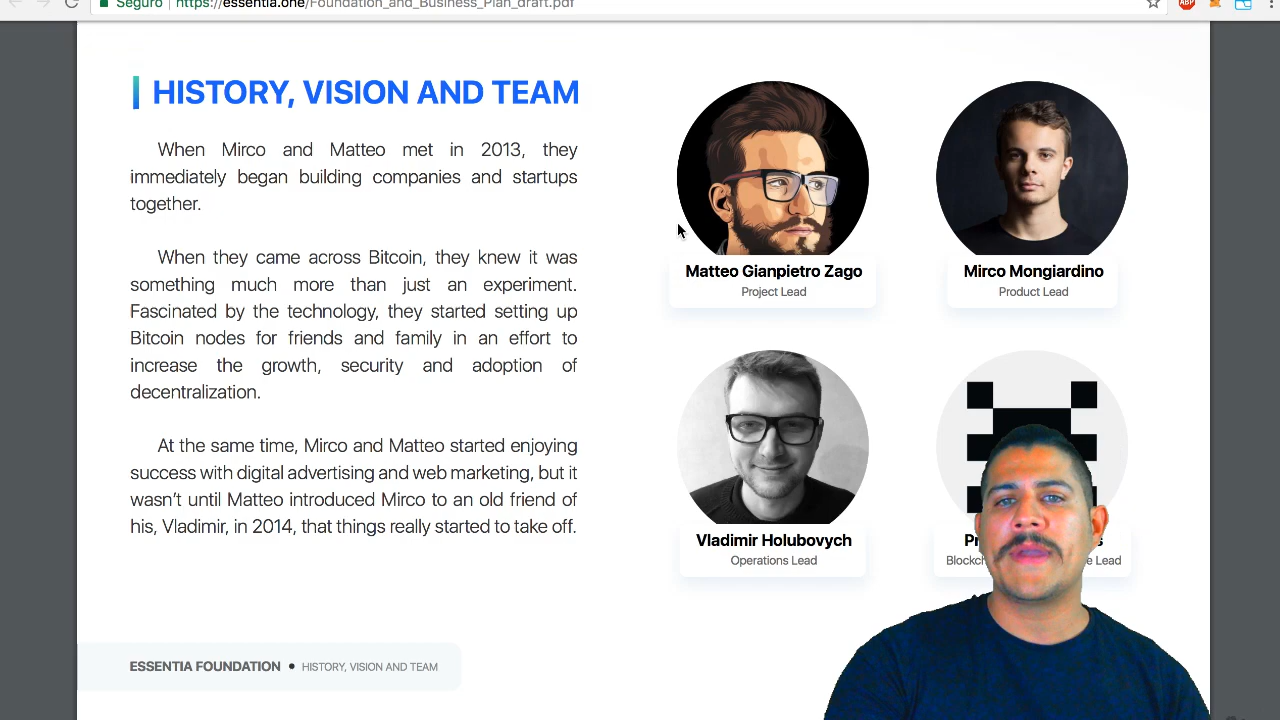 Seguro
https://essentia.one/Foundation_and_Business_Plan_draft.pdf
ABP
HISTORY, VISION AND TEAM
When Mirco and Matteo met in 2013, they
immediately began building companies and startups
together.
When they came across Bitcoin, they knew it was
something much more than just an experiment.
Fascinated by the technology, they started setting up
Bitcoin nodes for friends and family in an effort to
increase the growth, security and adoption of
decentralization.
At the same time, Mirco and Matteo started enjoying
success with digital advertising and web marketing, but it
wasn't until Matteo introduced Mirco to an old friend of
his, Vladimir, in 2014, that things really started to take off.
Matteo Gianpietro Zago
Project Lead
Mirco Mongiardino
Product Lead
Vladimir Holubovych
Operations Lead
Lead
ESSENTIA FOUNDATION • HISTORY, VISION AND TEAM